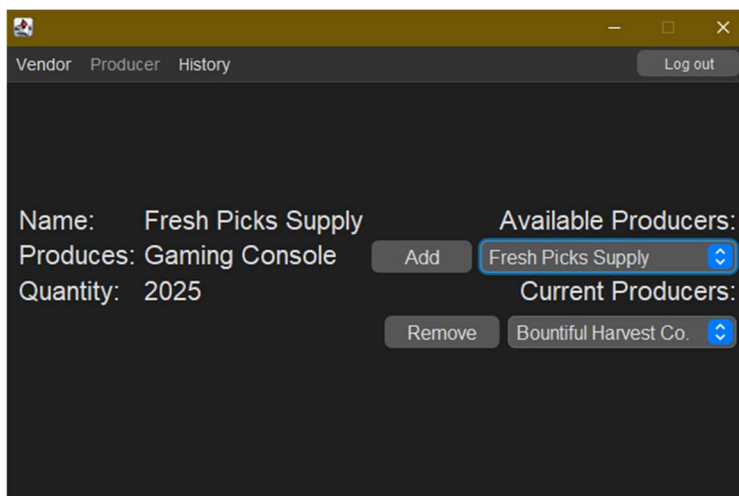 Vendor Producer History Log out
Name: Fresh Picks Supply Available Producers:
Produces: Gaming Console Add Fresh Picks Supply
Quantity: 2025 Current Producers:
Remove Bountiful Harvest Co.